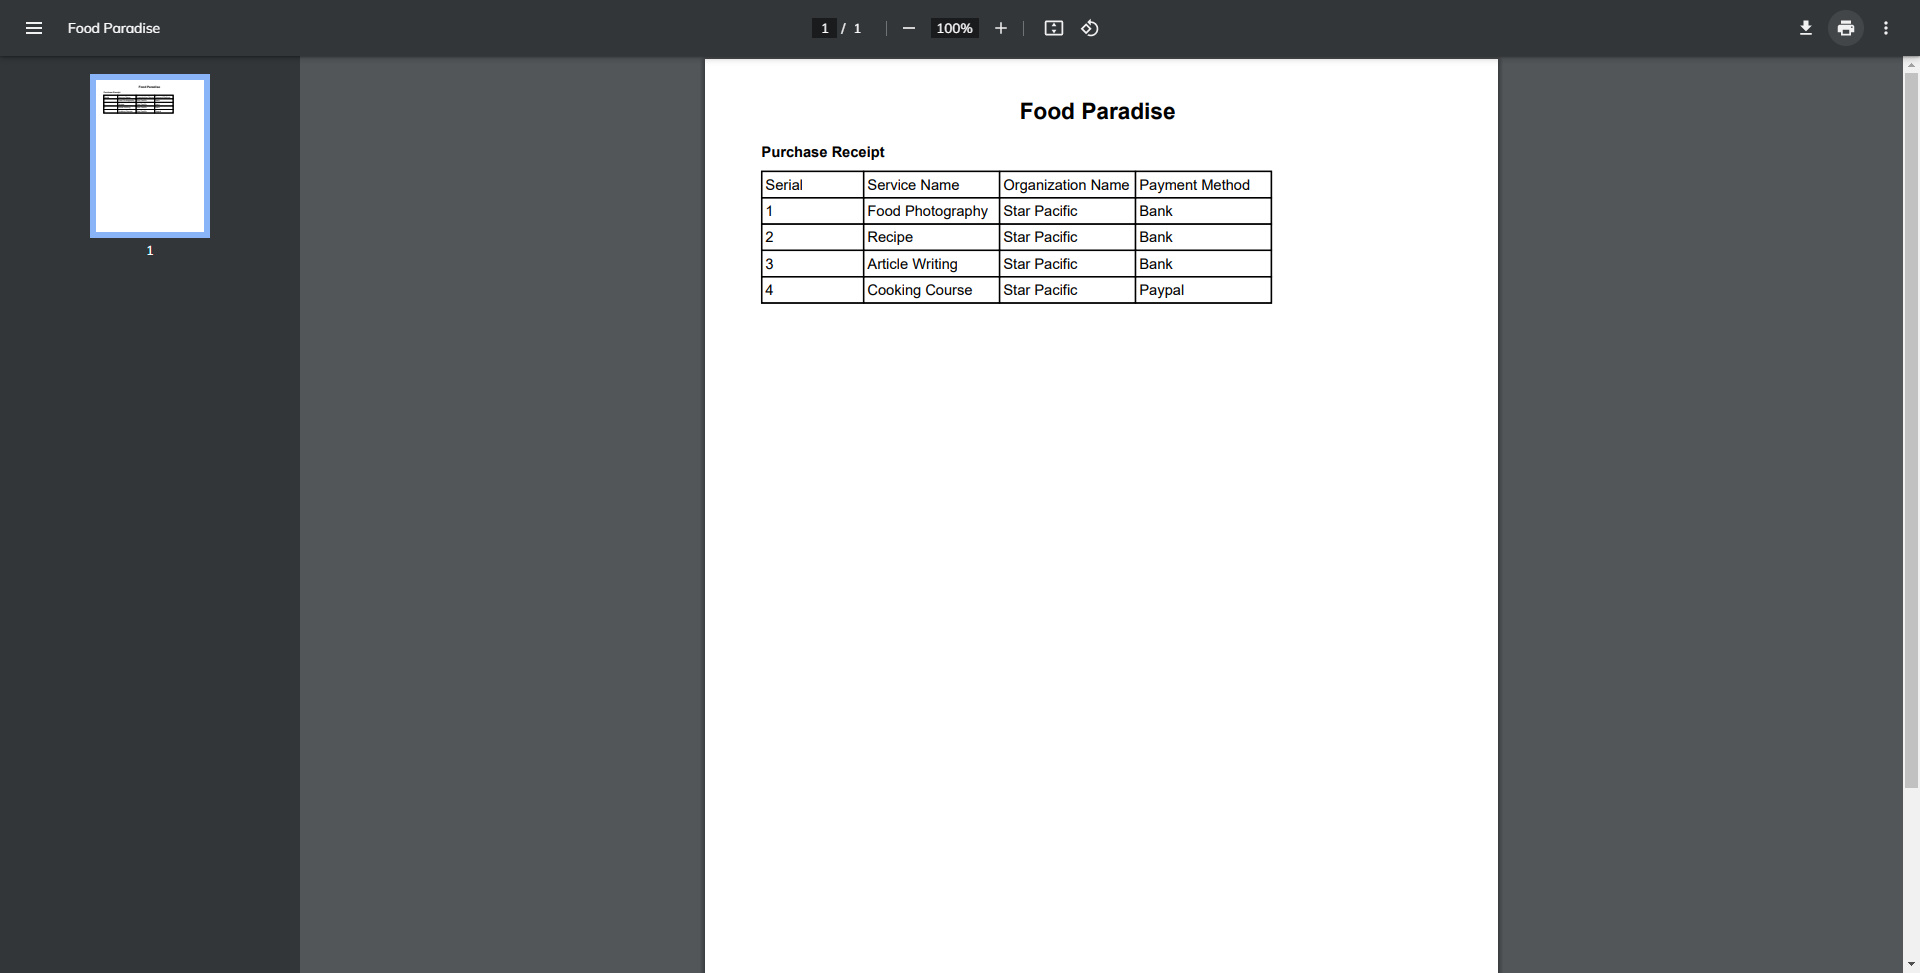 Food Paradise
1 / 1
100%
1
Food Paradise
Purchase Receipt
Serial Service Name Organization Name Payment Method
1 Food Photography Star Pacific Bank
2 Recipe Star Pacific Bank
3 Article Writing Star Pacific Bank
4 Cooking Course Star Pacific Paypal